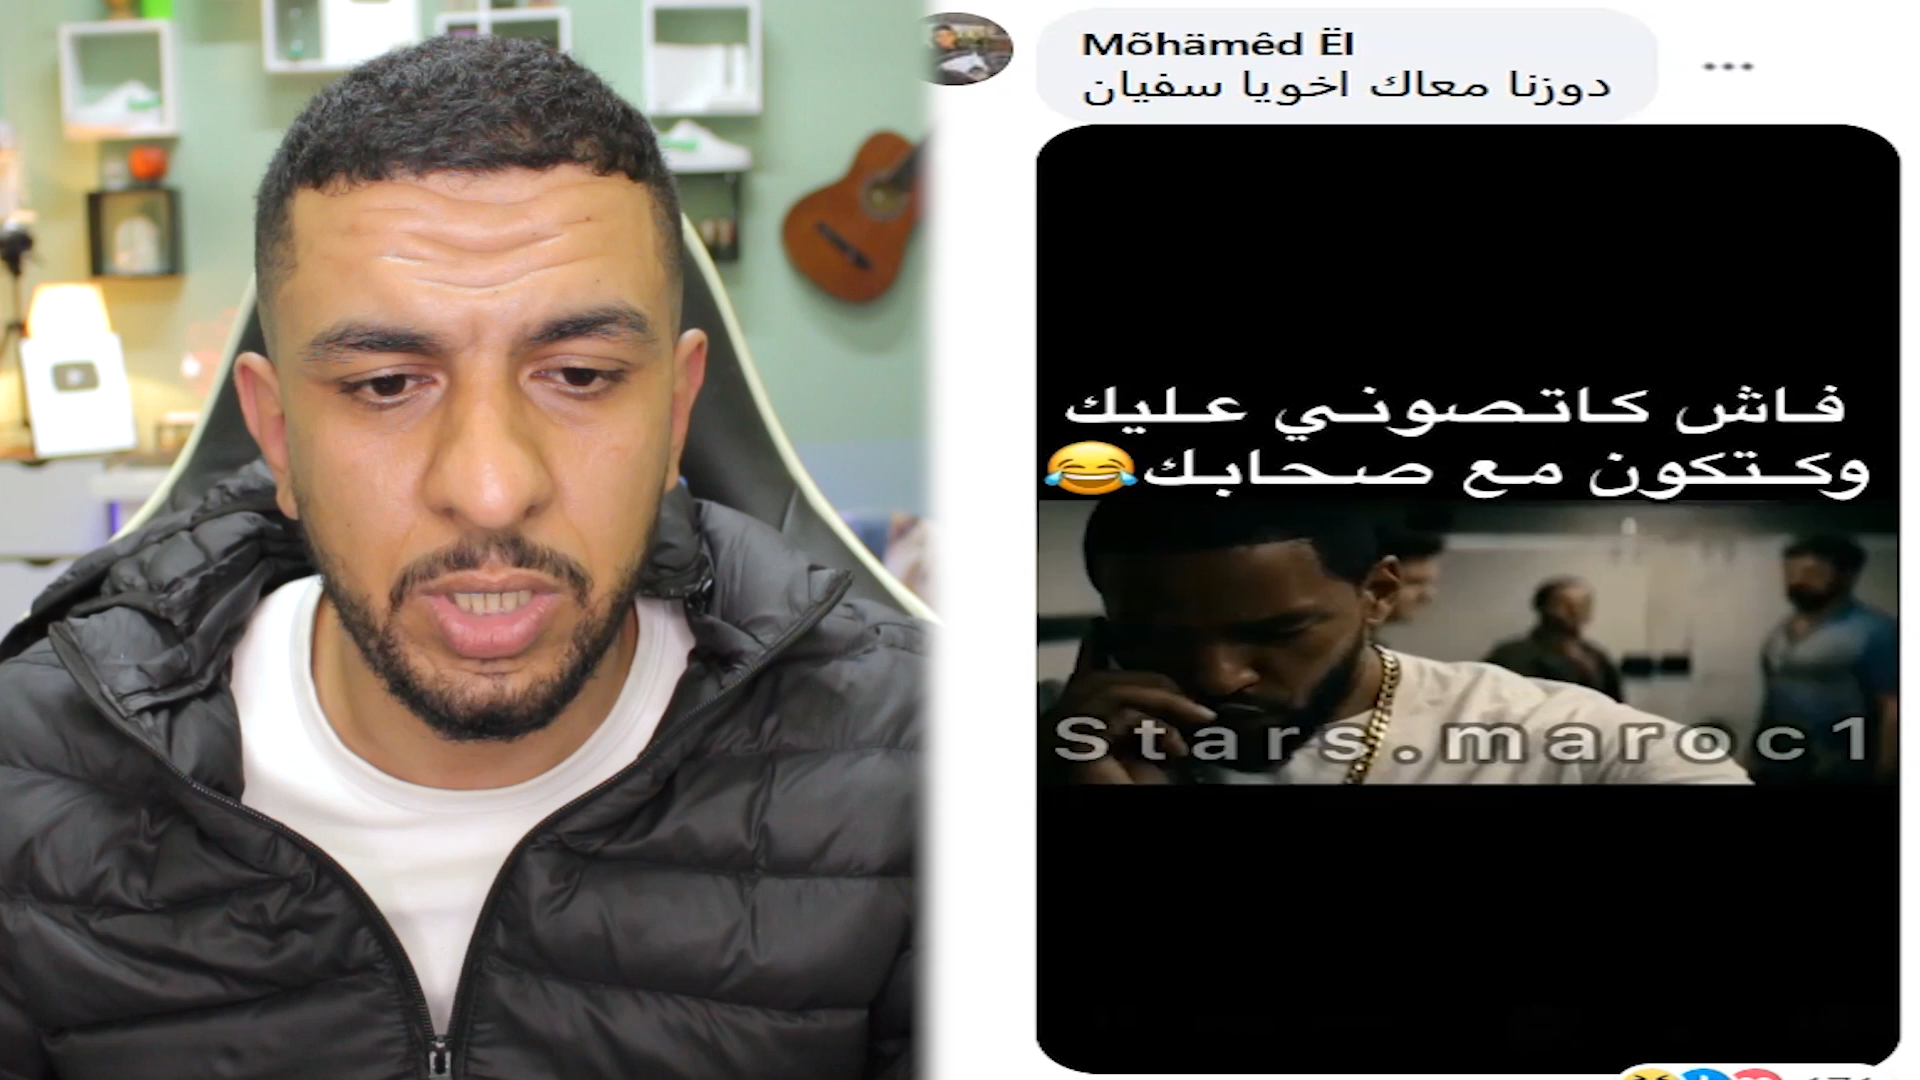 Mõhämêd Ël
دوزنا معاك اخويا سفيان
فاش كاتصوني عليك
وكتكون مع صحابك😂
Stars.maroc1